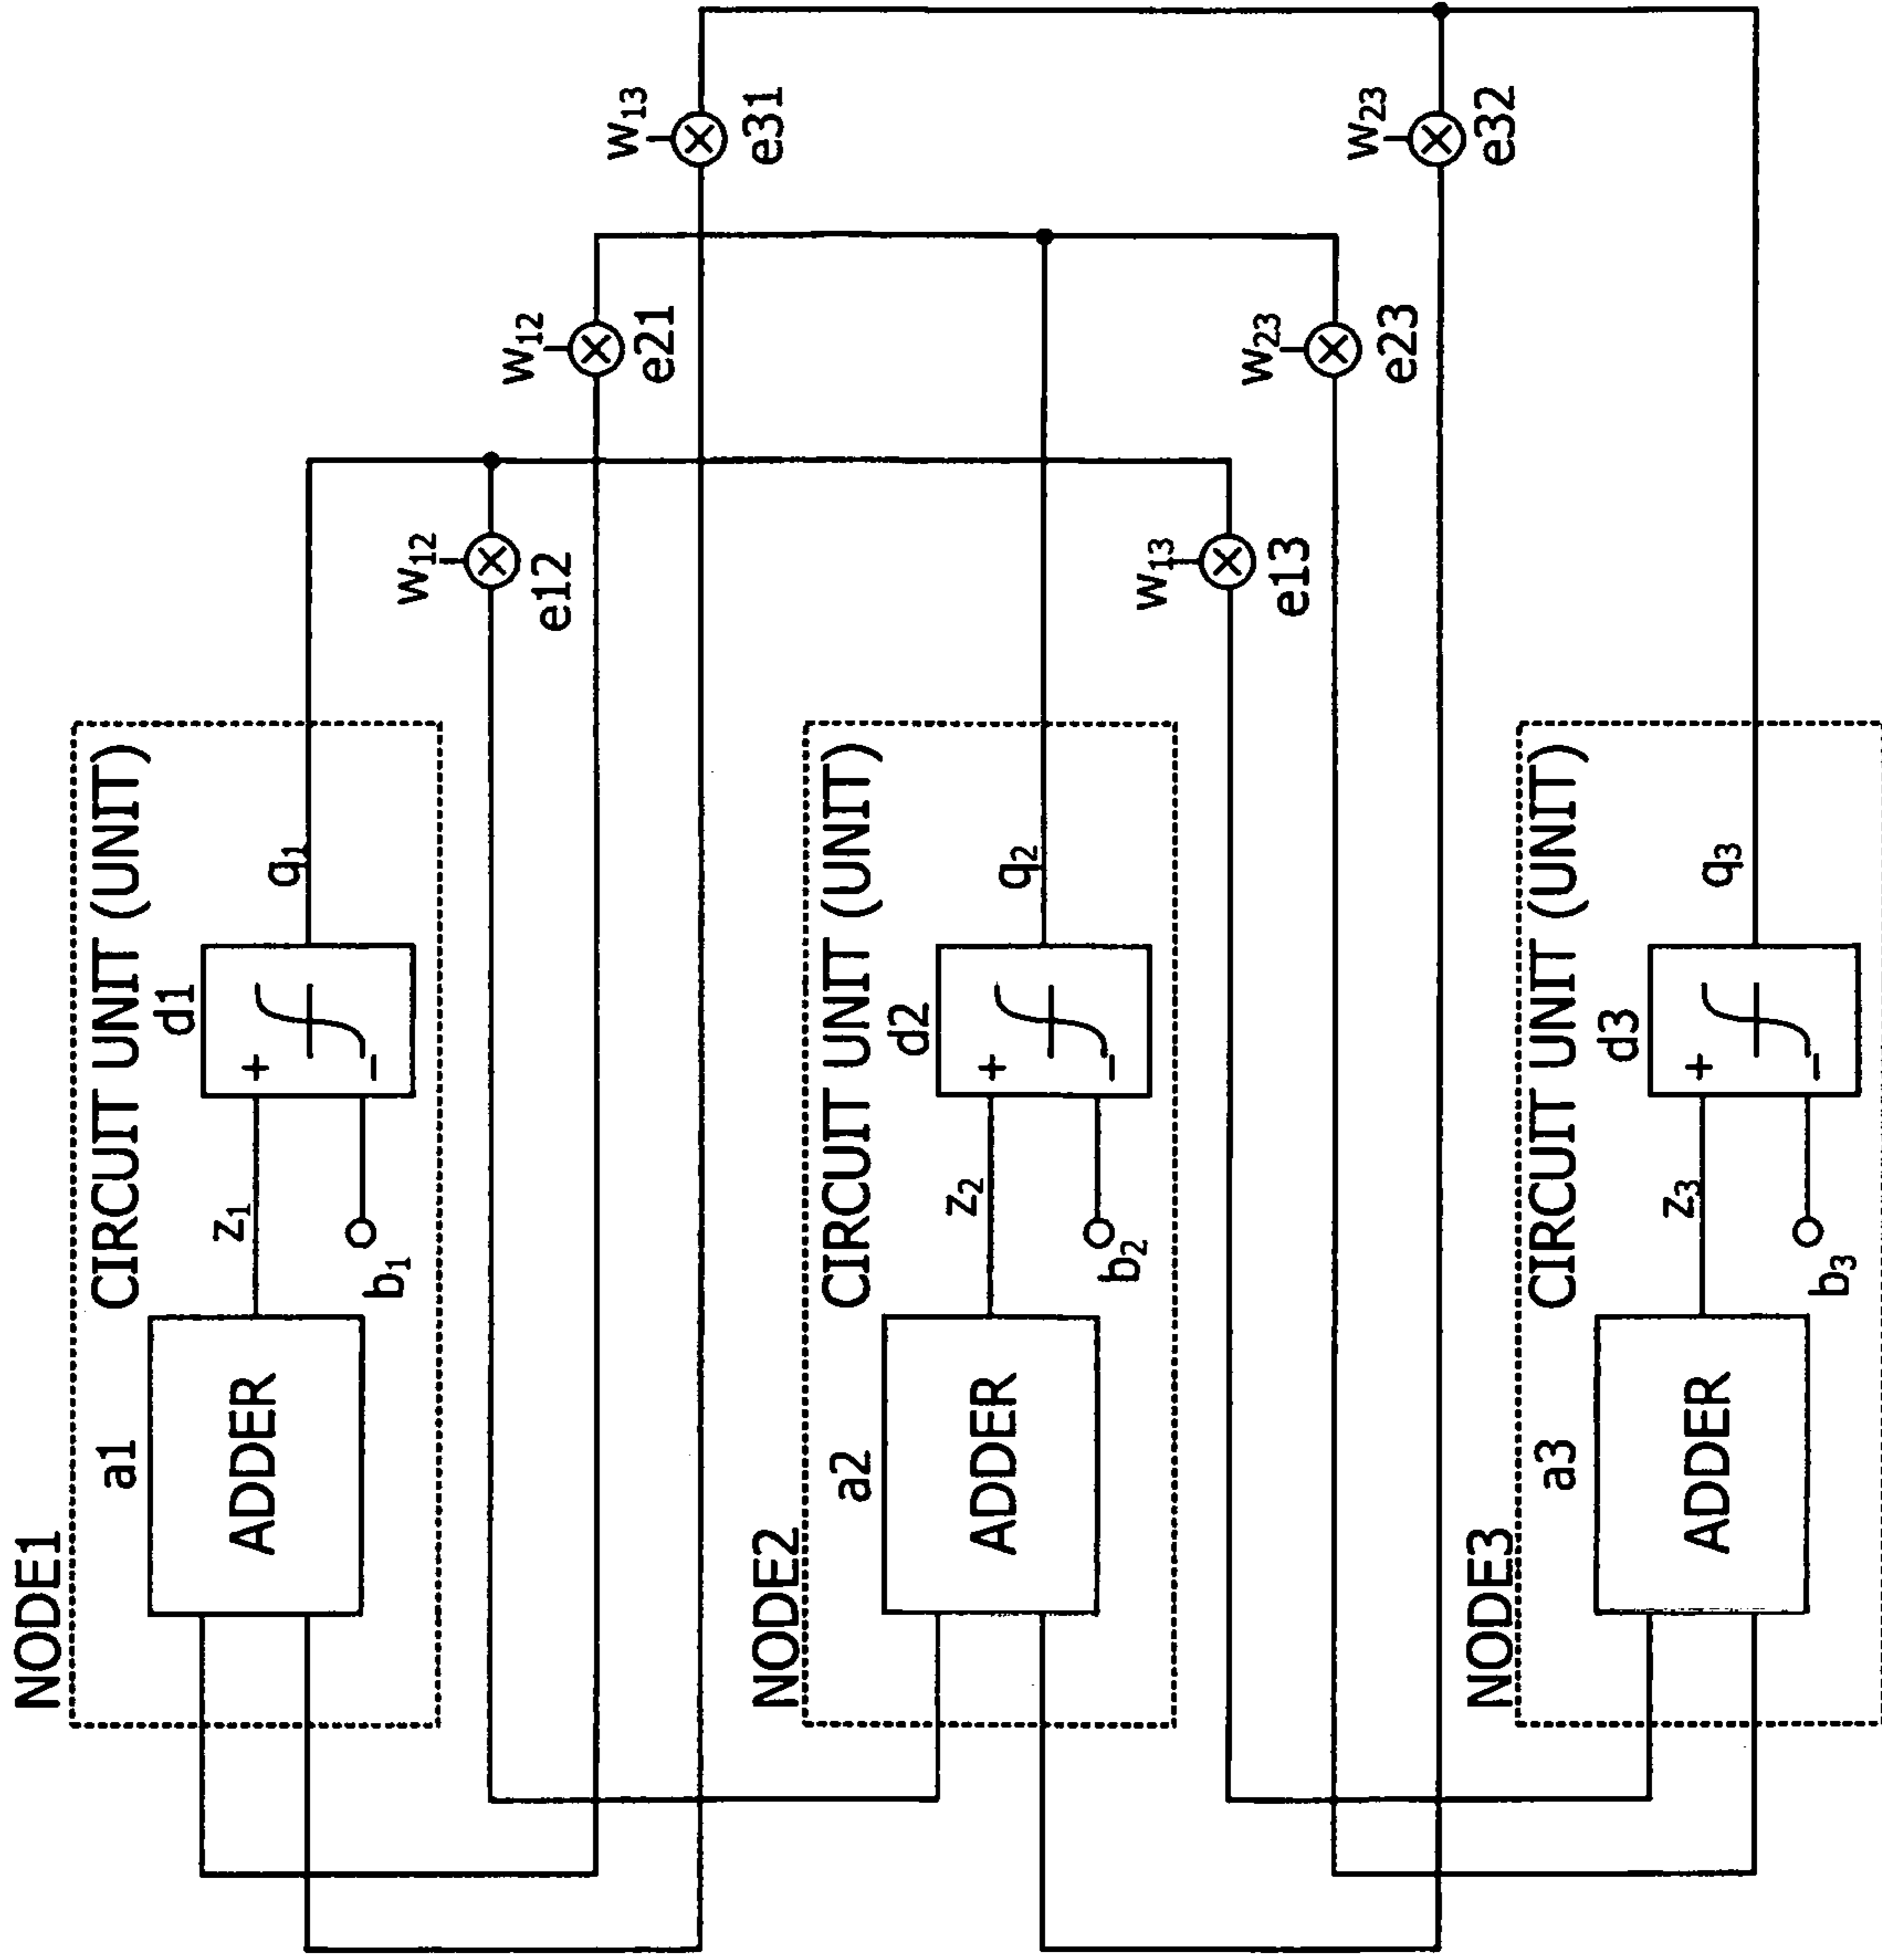 NODE1
CIRCUIT UNIT (UNIT)
a1
ADDER
z1
b1
d1
+
-
q1
w12
e12
w12
e21
w13
e31
NODE2
CIRCUIT UNIT (UNIT)
a2
ADDER
z2
b2
d2
+
-
q2
w13
e13
w23
e23
w23
e32
NODE3
CIRCUIT UNIT (UNIT)
a3
ADDER
z3
b3
d3
+
-
q3